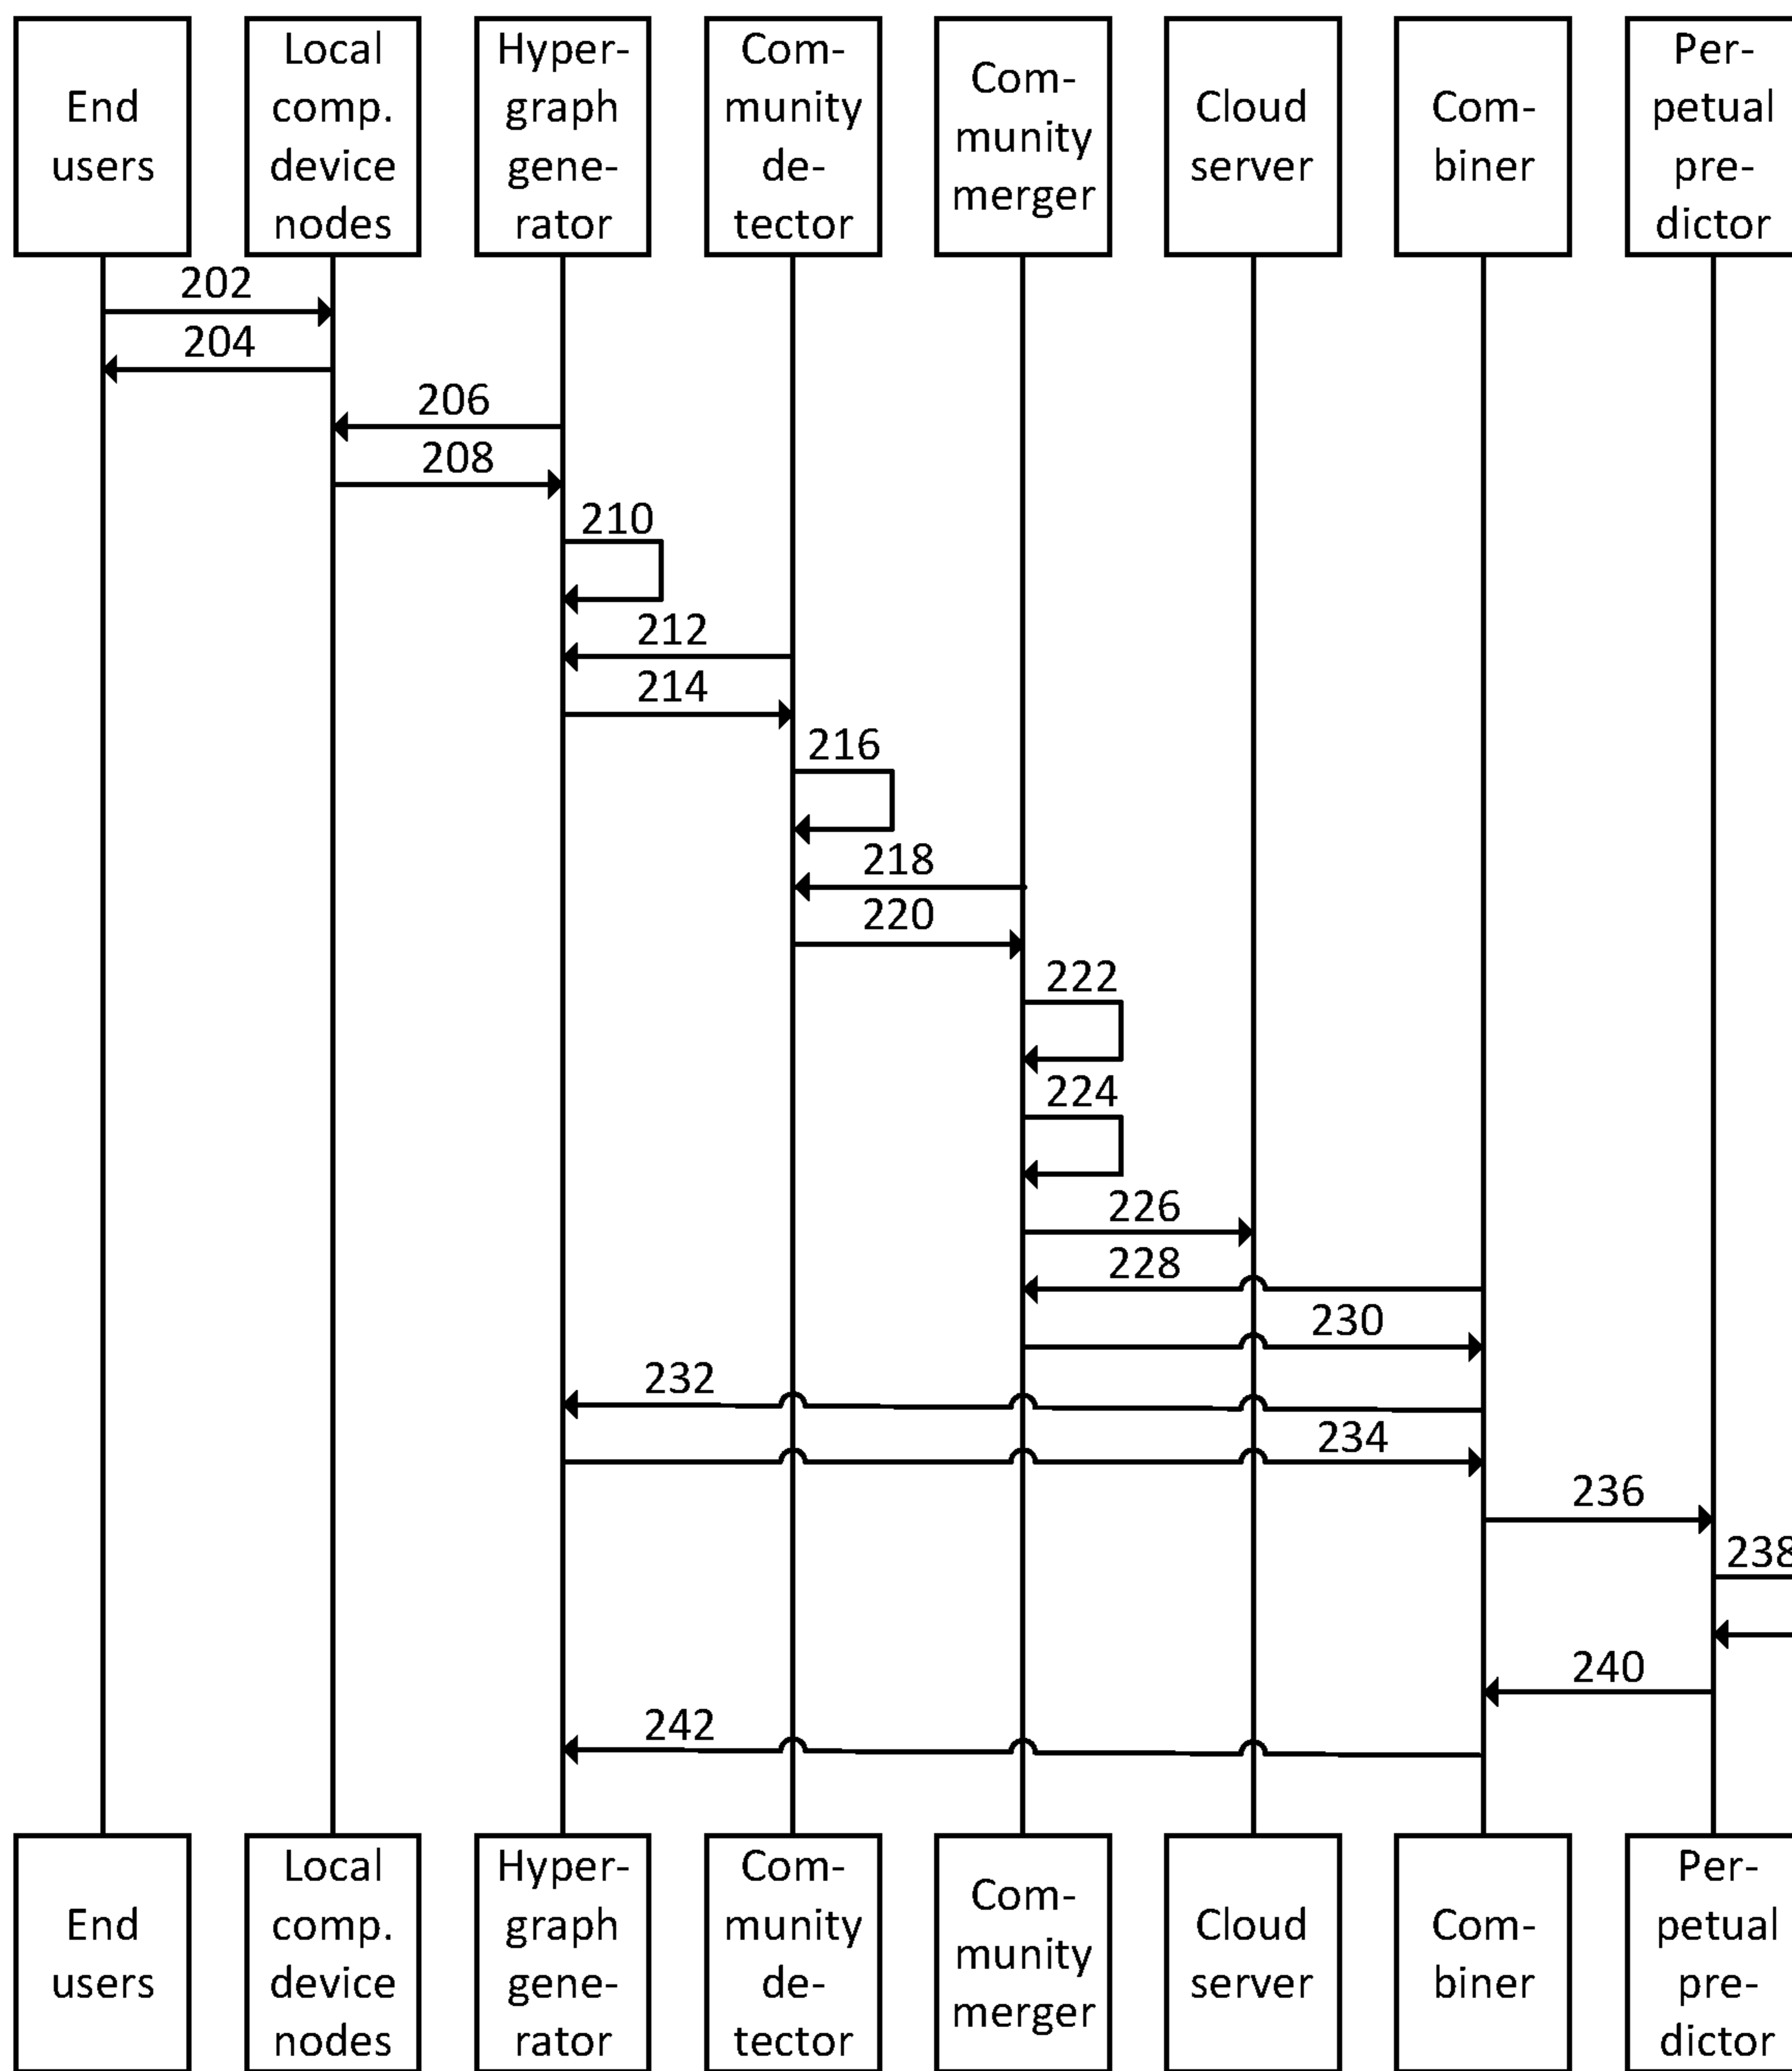 End
users
Local
comp.
device
nodes
Hyper-
graph
gene-
rator
Com-
munity
de-
tector
Com-
munity
merger
Cloud
server
Com-
biner
Per-
petual
pre-
dictor
202
204
206
208
210
212
214
216
218
220
222
224
226
228
230
232
234
236
238
240
242
End
users
Local
comp.
device
nodes
Hyper-
graph
gene-
rator
Com-
munity
de-
tector
Com-
munity
merger
Cloud
server
Com-
biner
Per-
petual
pre-
dictor